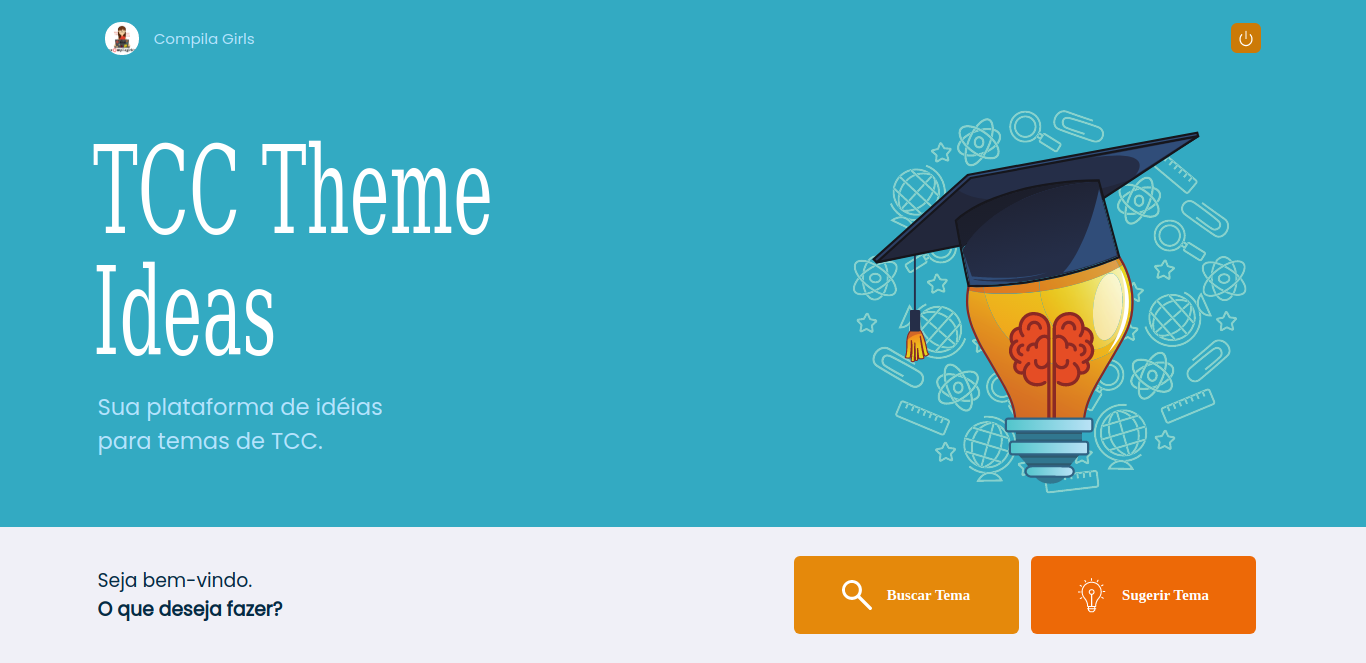 Compila Girls
TCC Theme
Ideas
Sua plataforma de idéias
para temas de TCC.
Seja bem-vindo.
O que deseja fazer?
Buscar Tema
Sugerir Tema